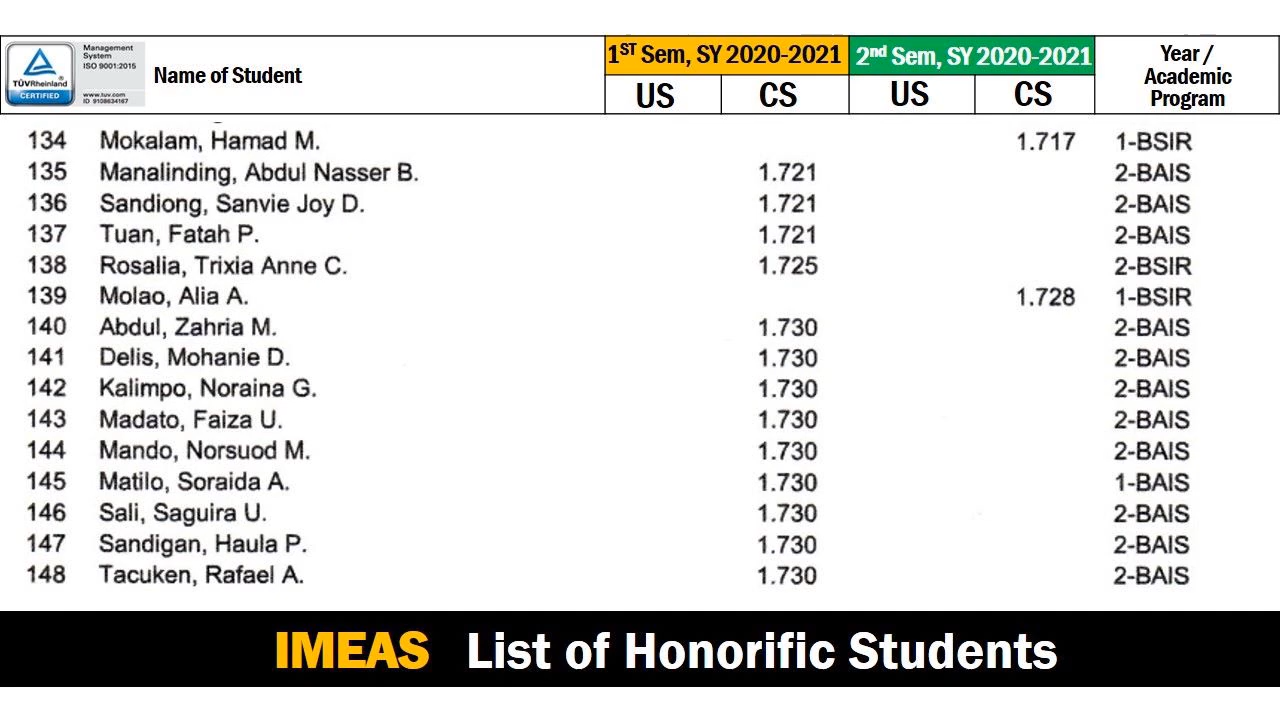 Management
System
ISO 9001:2015
TÜVRheinland®
CERTIFIED
www.tuv.com
ID 9108634167
Name of Student
1ST Sem, SY 2020-2021
2nd Sem, SY 2020-2021
Year /
Academic
Program
US CS US CS
134 Mokalam, Hamad M. 1.717 1-BSIR
135 Manalinding, Abdul Nasser B. 1.721 2-BAIS
136 Sandiong, Sanvie Joy D. 1.721 2-BAIS
137 Tuan, Fatah P. 1.721 2-BAIS
138 Rosalia, Trixia Anne C. 1.725 2-BSIR
139 Molao, Alia A. 1.728 1-BSIR
140 Abdul, Zahria M. 1.730 2-BAIS
141 Delis, Mohanie D. 1.730 2-BAIS
142 Kalimpo, Noraina G. 1.730 2-BAIS
143 Madato, Faiza U. 1.730 2-BAIS
144 Mando, Norsuod M. 1.730 2-BAIS
145 Matilo, Soraida A. 1.730 1-BAIS
146 Sali, Saguira U. 1.730 2-BAIS
147 Sandigan, Haula P. 1.730 2-BAIS
148 Tacuken, Rafael A. 1.730 2-BAIS
IMEAS List of Honorific Students